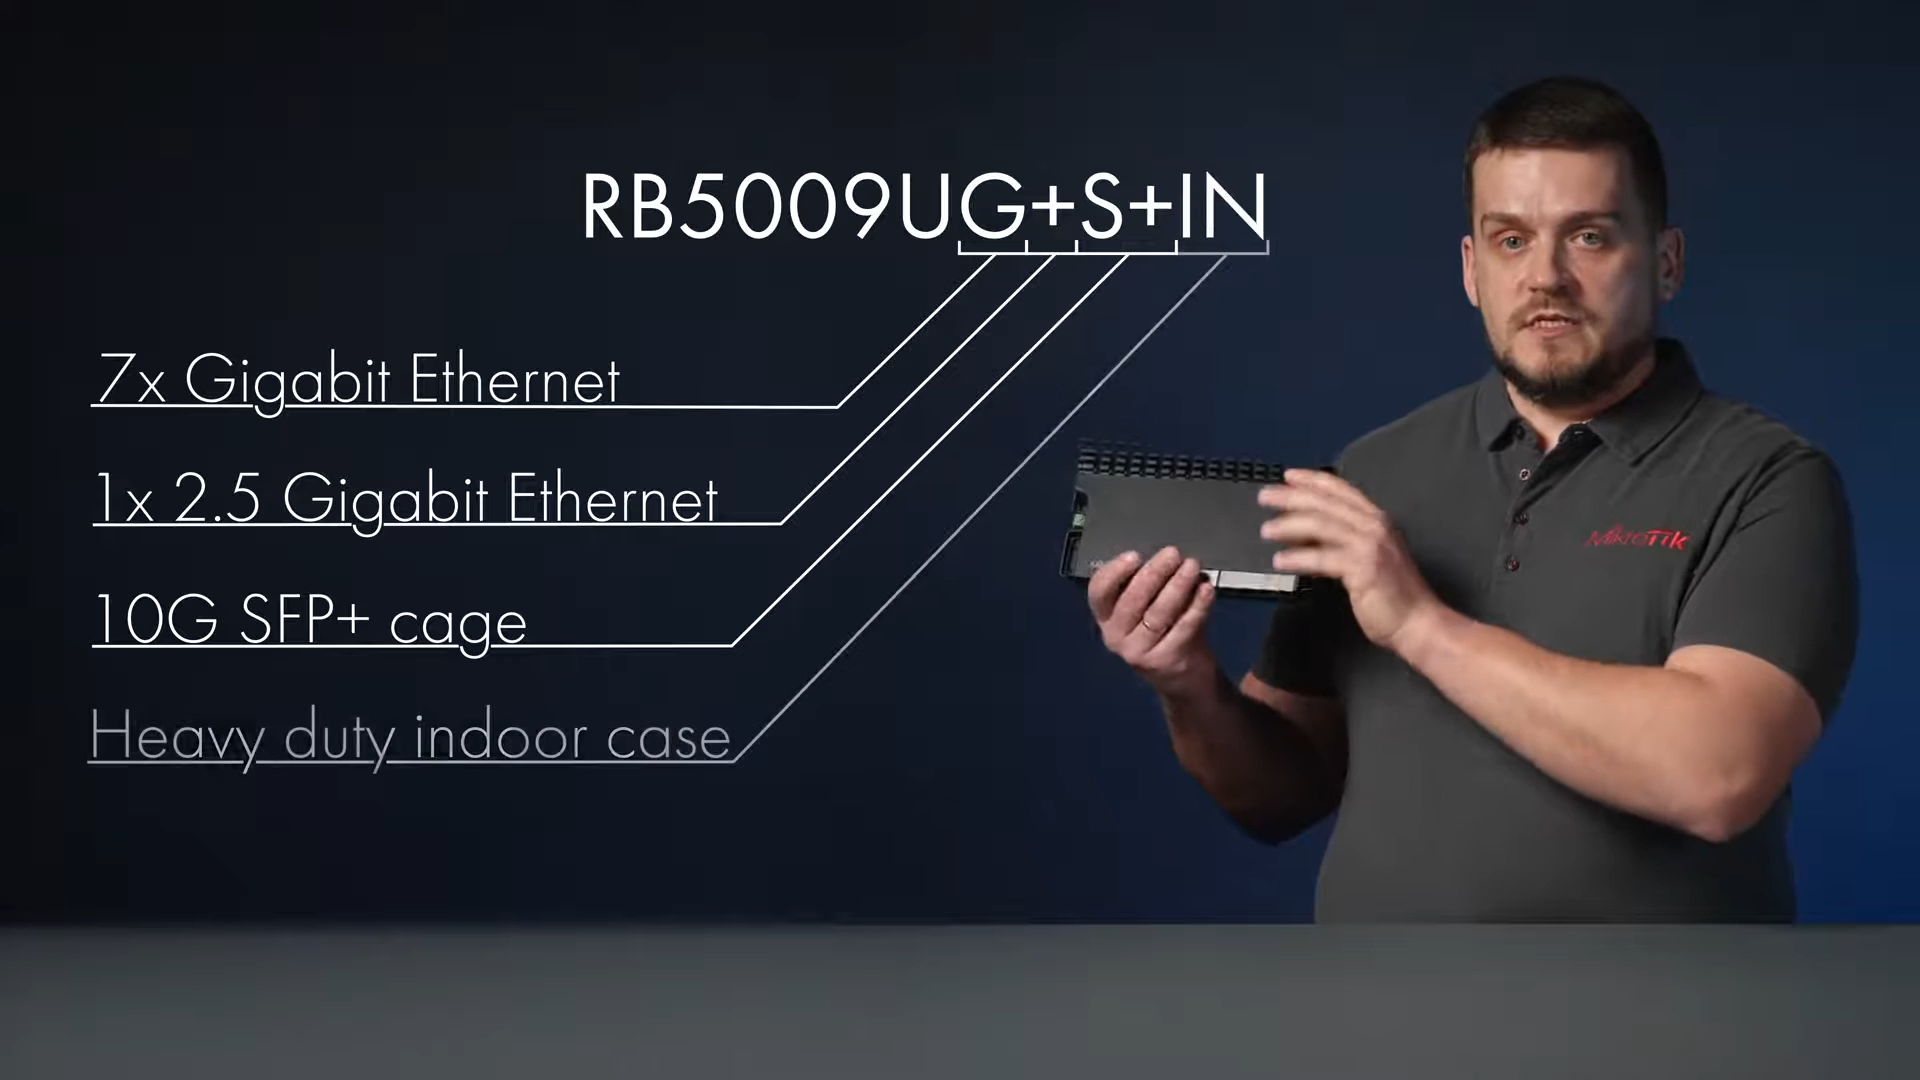 RB5009UG+S+IN
7x Gigabit Ethernet
1x 2.5 Gigabit Ethernet
10G SFP+ cage
Heavy duty indoor case
MikroTik